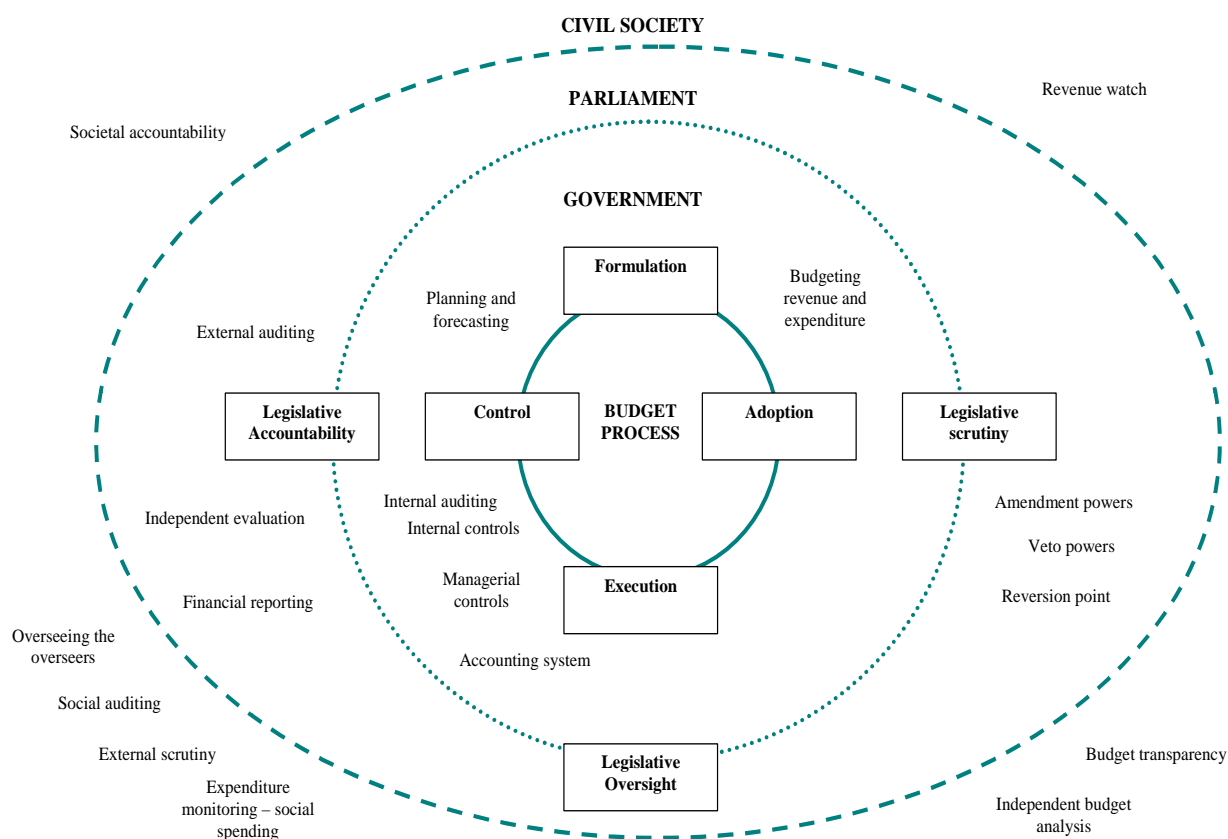 CIVIL SOCIETY
Revenue watch
PARLIAMENT
Societal accountability
GOVERNMENT
Formulation
Planning and
forecasting
Budgeting
revenue and
expenditure
External auditing
Legislative
Accountability
Control
BUDGET
PROCESS
Adoption
Legislative
scrutiny
Internal auditing
Internal controls
Amendment powers
Independent evaluation
Veto powers
Managerial
controls
Execution
Financial reporting
Reversion point
Overseeing the
overseers
Accounting system
Social auditing
External scrutiny
Legislative
Oversight
Budget transparency
Expenditure
monitoring – social
spending
Independent budget
analysis